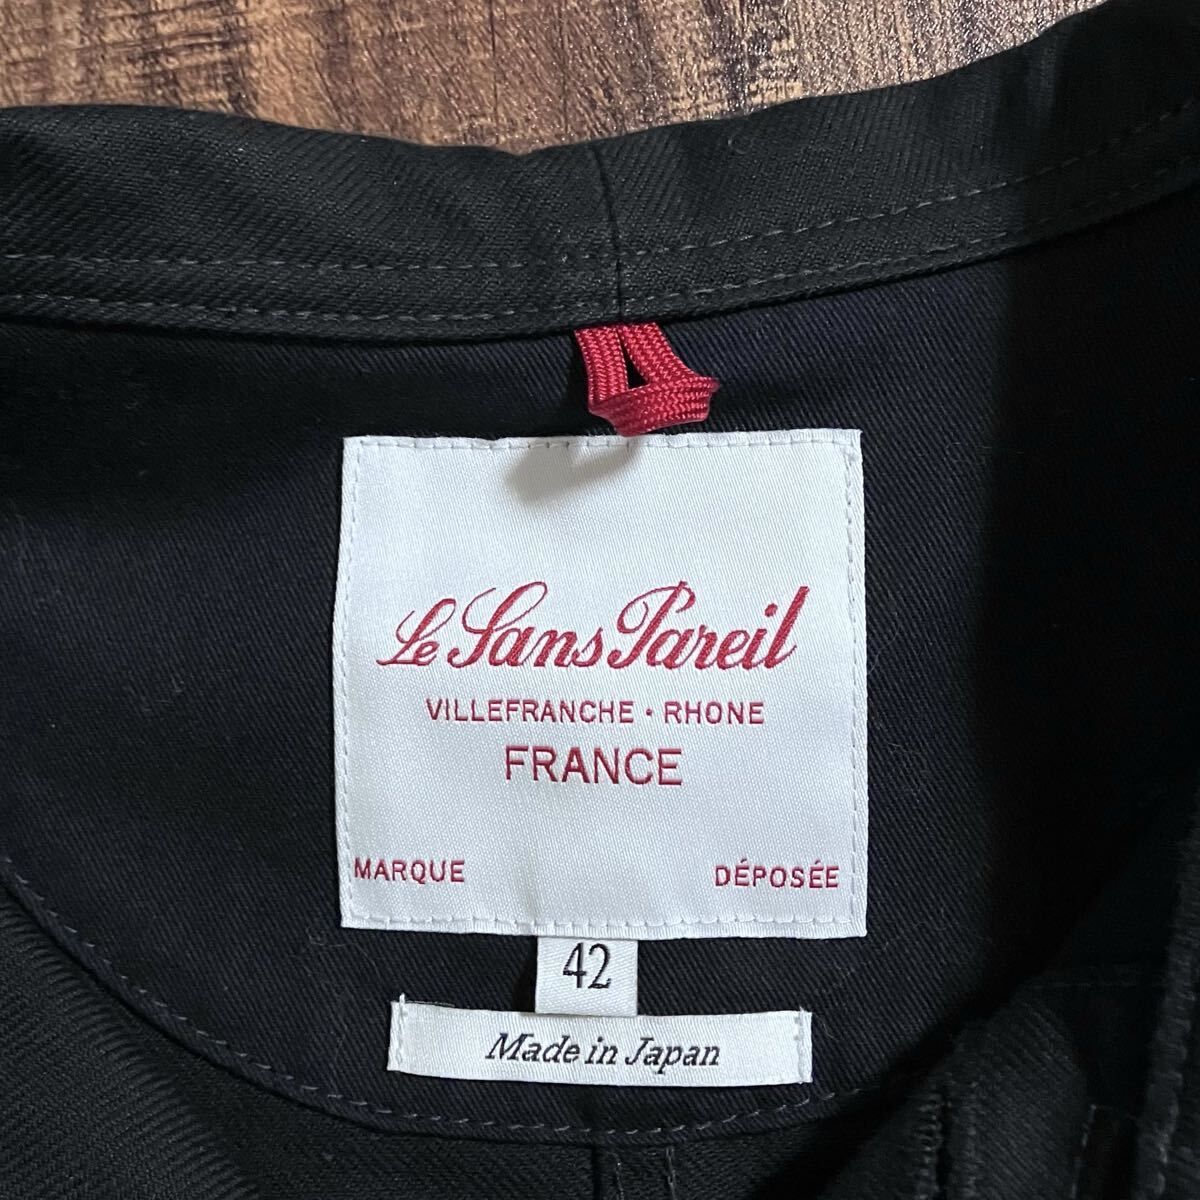 Le Sans Pareil
VILLEFRANCHE · RHONE
FRANCE
MARQUE DÉPOSÉE
42
Made in Japan